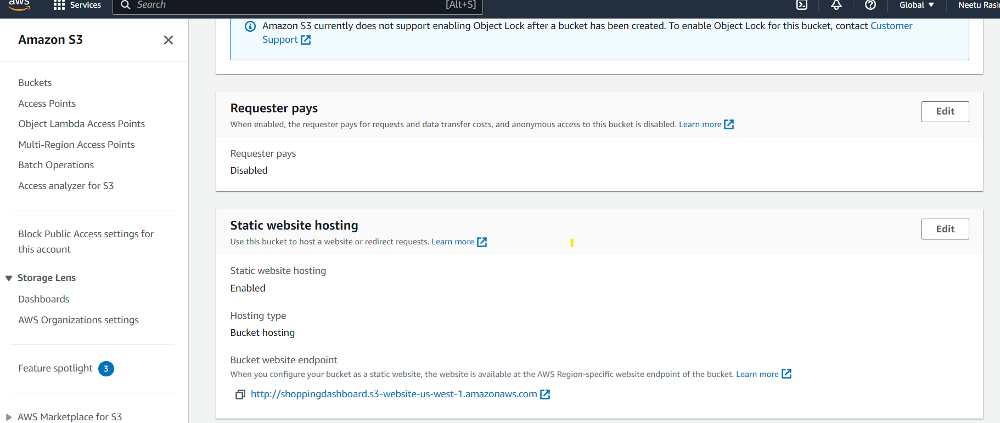 aws
Services
Search
[Alt+S]
Global
Neetu
Amazon S3
Buckets
Access Points
Object Lambda Access Points
Multi-Region Access Points
Batch Operations
Access analyzer for S3
Block Public Access settings for
this account
Storage Lens
Dashboards
AWS Organizations settings
Feature spotlight 3
AWS Marketplace for S3
Amazon S3 currently does not support enabling Object Lock after a bucket has been created. To enable Object Lock for this bucket, contact Customer
Support
Requester pays
Edit
When enabled, the requester pays for requests and data transfer costs, and anonymous access to this bucket is disabled. Learn more
Requester pays
Disabled
Static website hosting
Edit
Use this bucket to host a website or redirect requests. Learn more
Static website hosting
Enabled
Hosting type
Bucket hosting
Bucket website endpoint
When you configure your bucket as a static website, the website is available at the AWS Region-specific website endpoint of the bucket. Learn more
http://shoppingdashboard.s3-website-us-west-1.amazonaws.com